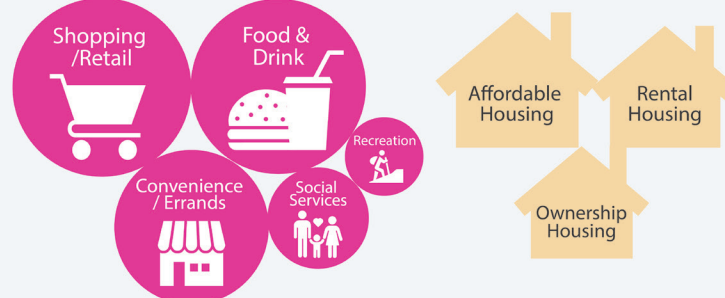 Shopping
/Retail
Food &
Drink
Recreation
Convenience
/ Errands
Social
Services
Affordable
Housing
Rental
Housing
Ownership
Housing